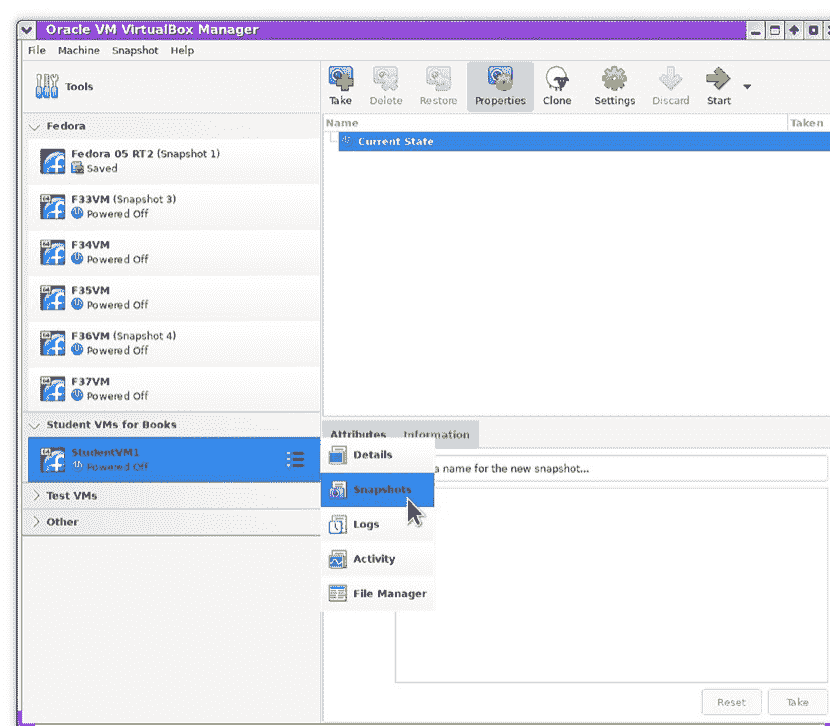 Oracle VM VirtualBox Manager
File Machine Snapshot Help
Tools
Take Delete Restore Properties Clone Settings Discard Start
Fedora
Name Taken
Current State
Fedora 05 RT2 (Snapshot 1)
Saved
F33VM (Snapshot 3)
Powered Off
F34VM
Powered Off
F35VM
Powered Off
F36VM (Snapshot 4)
Powered Off
F37VM
Powered Off
Student VMs for Books
StudentVM1
Powered Off
Test VMs
Other
Attributes Information
Details
a name for the new snapshot...
Snapshots
Logs
Activity
File Manager
Reset Take